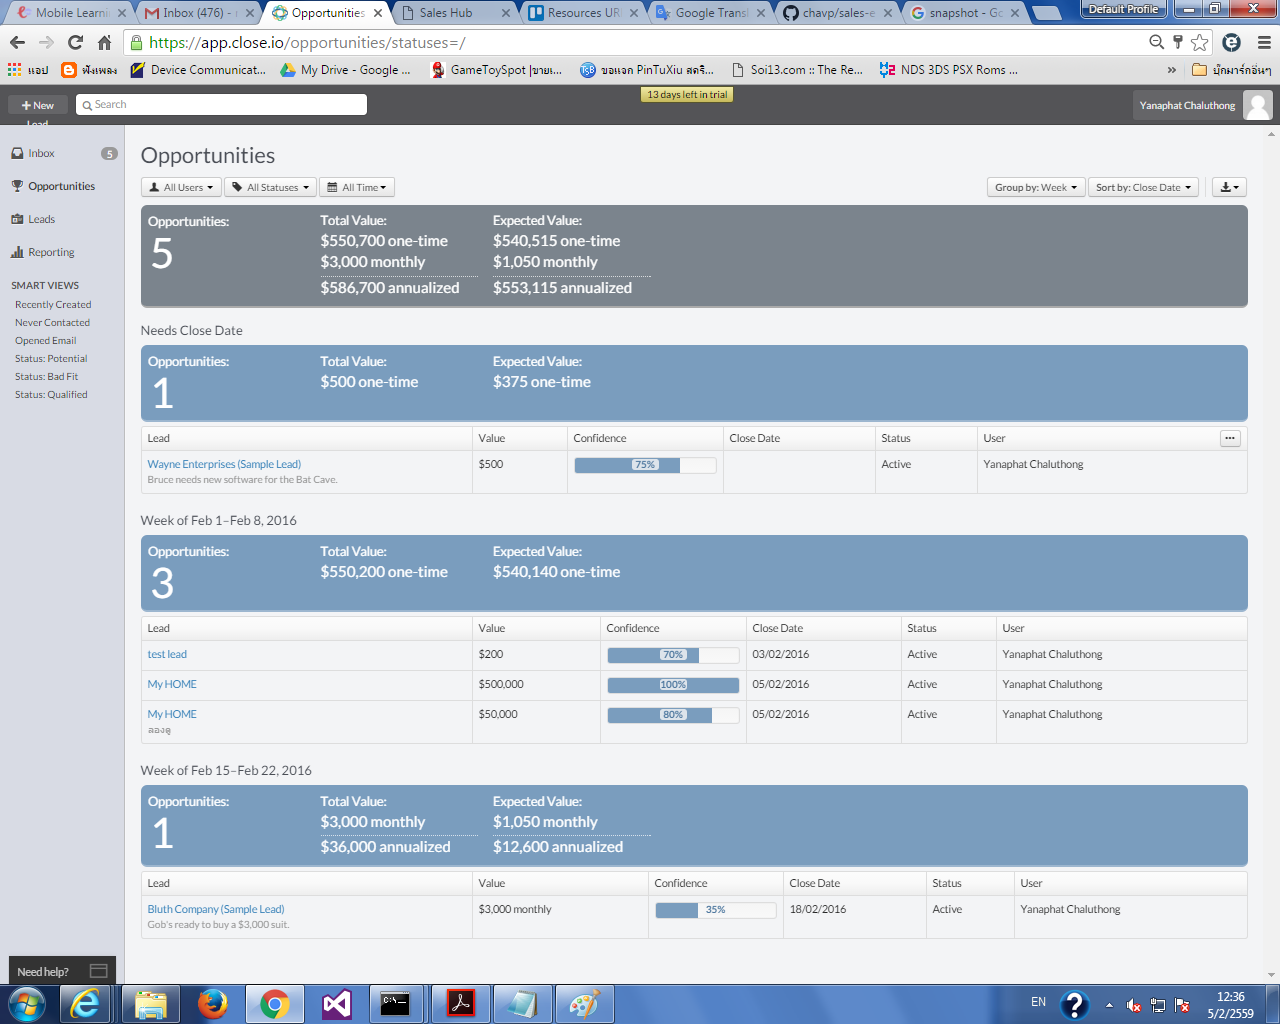 Mobile Learni
Inbox (476) -
Opportunities
Sales Hub
Resources UR
Google Transl
chavp/sales-e
snapshot - Go
Default Profile
https://app.close.io/opportunities/statuses=/
แอป
ฟังเพลง
Device Communicat...
My Drive - Google ...
GameToySpot |ขายเ...
ขอแจก PinTuXiu สตรี...
Soi13.com :: The Re...
NDS 3DS PSX Roms ...
»
บุ๊กมาร์กอื่นๆ
+ New Lead
Search
13 days left in trial
Yanaphat Chaluthong
Inbox 5
Opportunities
Leads
Reporting
SMART VIEWS
Recently Created
Never Contacted
Opened Email
Status: Potential
Status: Bad Fit
Status: Qualified
Need help?
Opportunities
All Users All Statuses All Time Group by: Week Sort by: Close Date
Opportunities: Total Value: Expected Value:
5 $550,700 one-time $540,515 one-time
$3,000 monthly $1,050 monthly
$586,700 annualized $553,115 annualized
Needs Close Date
Opportunities: Total Value: Expected Value:
1 $500 one-time $375 one-time
Lead Value Confidence Close Date Status User ...
Wayne Enterprises (Sample Lead) $500 75% Active Yanaphat Chaluthong
Bruce needs new software for the Bat Cave.
Week of Feb 1–Feb 8, 2016
Opportunities: Total Value: Expected Value:
3 $550,200 one-time $540,140 one-time
Lead Value Confidence Close Date Status User
test lead $200 70% 03/02/2016 Active Yanaphat Chaluthong
My HOME $500,000 100% 05/02/2016 Active Yanaphat Chaluthong
My HOME $50,000 80% 05/02/2016 Active Yanaphat Chaluthong
ลองดู
Week of Feb 15–Feb 22, 2016
Opportunities: Total Value: Expected Value:
1 $3,000 monthly $1,050 monthly
$36,000 annualized $12,600 annualized
Lead Value Confidence Close Date Status User
Bluth Company (Sample Lead) $3,000 monthly 35% 18/02/2016 Active Yanaphat Chaluthong
Gob's ready to buy a $3,000 suit.
EN
12:36
5/2/2559